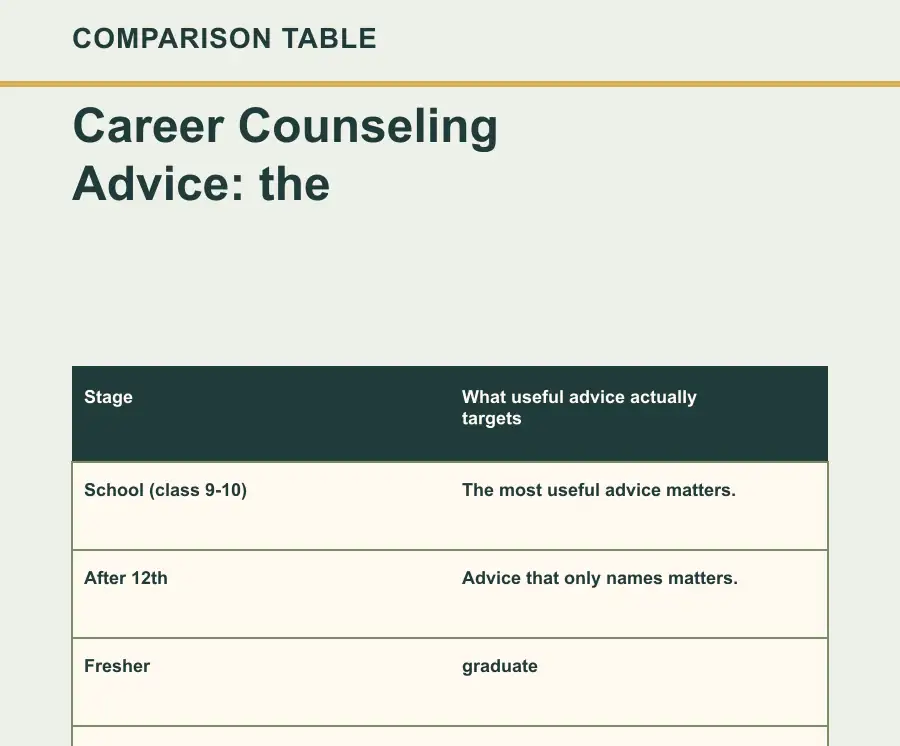 COMPARISON TABLE
Career Counseling
Advice: the
Stage
What useful advice actually
targets
School (class 9-10)
The most useful advice matters.
After 12th
Advice that only names matters.
Fresher
graduate